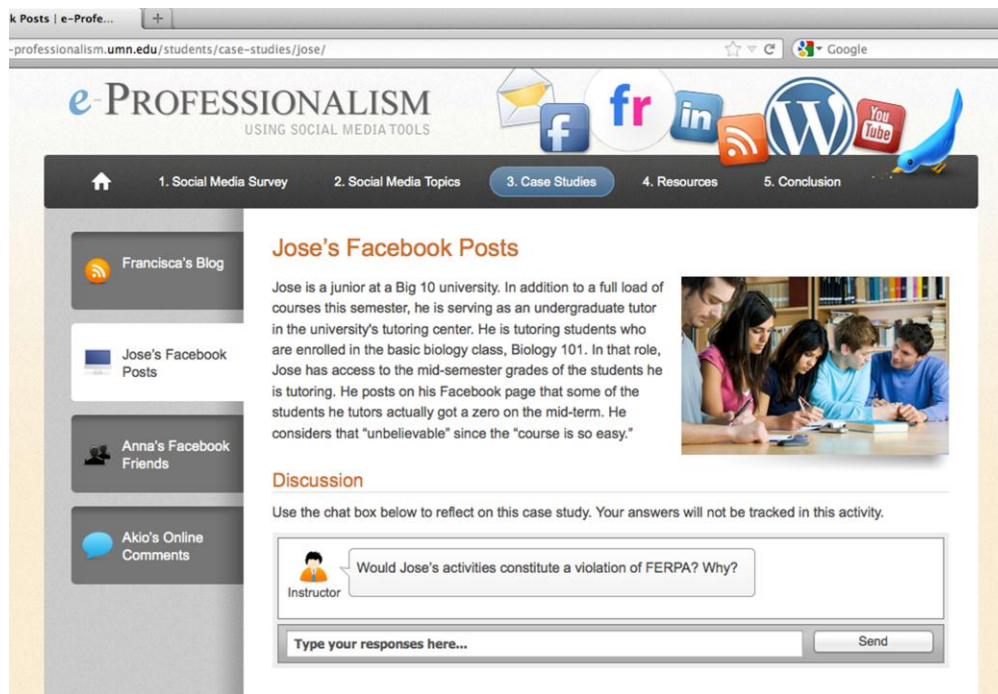 k Posts | e-Profe...
-professionalism.umn.edu/students/case-studies/jose/
Google
e-PROFESSIONALISM
USING SOCIAL MEDIA TOOLS
f
fr
in
W
You
Tube
1. Social Media Survey
2. Social Media Topics
3. Case Studies
4. Resources
5. Conclusion
Francisca's Blog
Jose's Facebook
Posts
Anna's Facebook
Friends
Akio's Online
Comments
Jose's Facebook Posts
Jose is a junior at a Big 10 university. In addition to a full load of
courses this semester, he is serving as an undergraduate tutor
in the university's tutoring center. He is tutoring students who
are enrolled in the basic biology class, Biology 101. In that role,
Jose has access to the mid-semester grades of the students he
is tutoring. He posts on his Facebook page that some of the
students he tutors actually got a zero on the mid-term. He
considers that “unbelievable” since the “course is so easy.”
Discussion
Use the chat box below to reflect on this case study. Your answers will not be tracked in this activity.
Instructor
Would Jose's activities constitute a violation of FERPA? Why?
Type your responses here...
Send